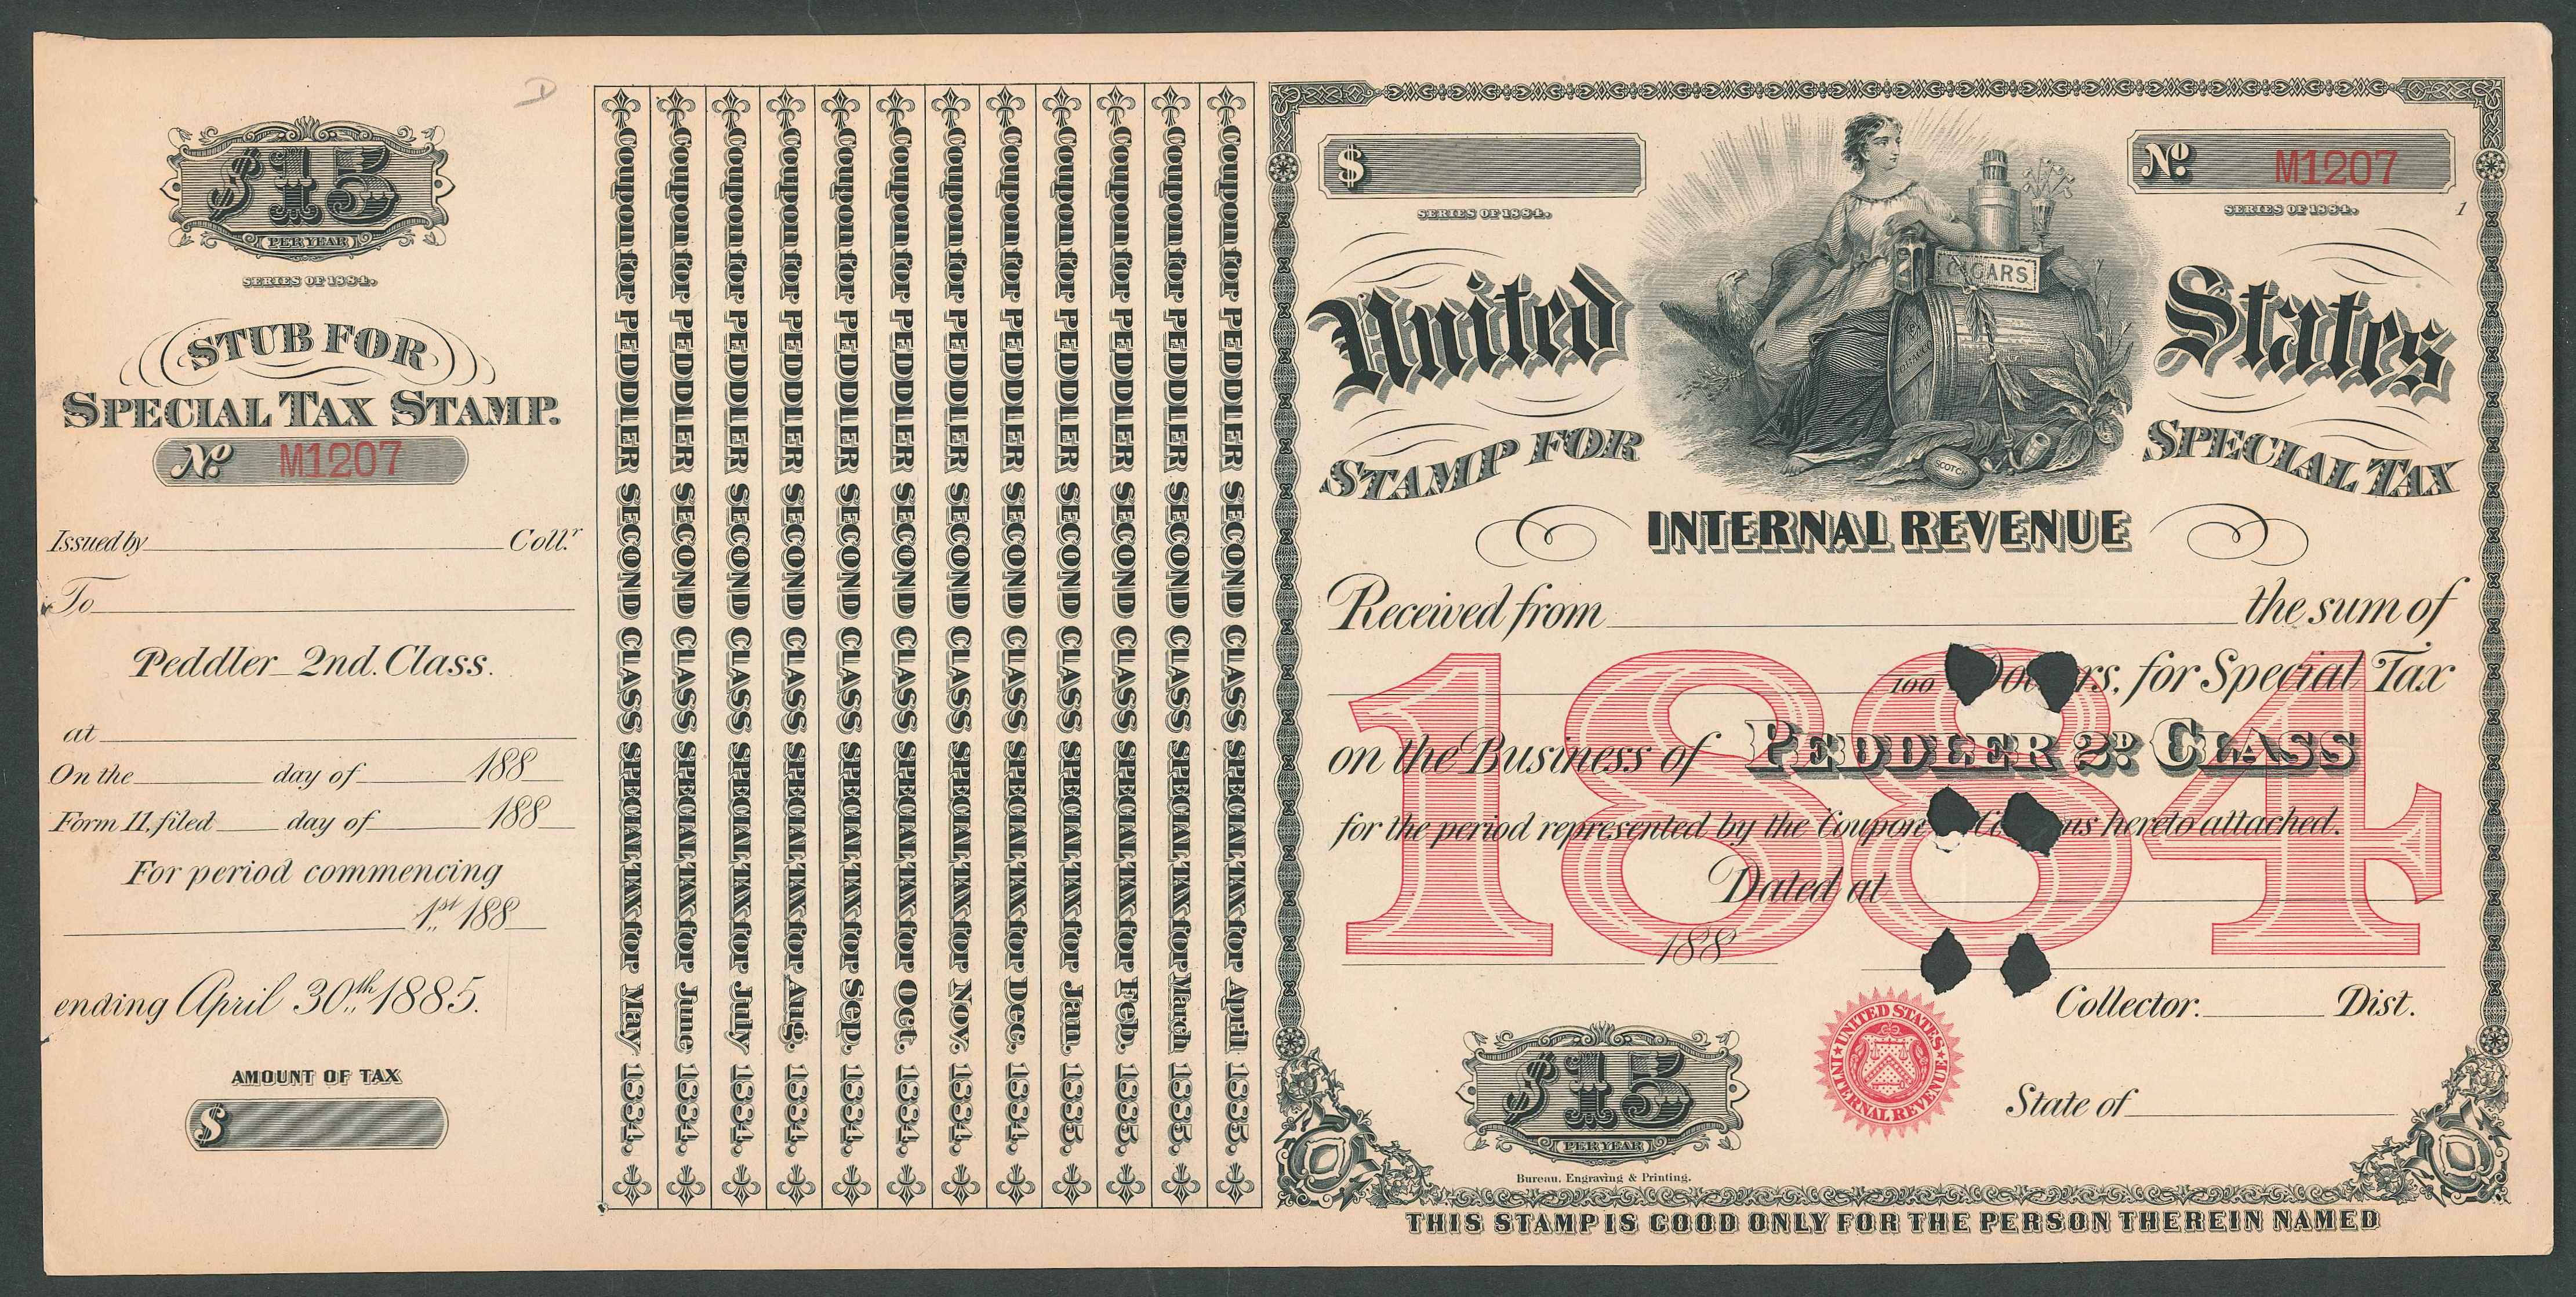 D
$15
PER YEAR
SERIES OF 1884.
STUB FOR
SPECIAL TAX STAMP.
No. M1207
Issued by Coll.r
To
Peddler 2nd. Class.
at
On the day of 188
Form 11, filed day of 188
For period commencing
1st. 188
ending April 30th. 1885.
AMOUNT OF TAX
$
Coupon for PEDDLER SECOND CLASS SPECIAL TAX for May 1884.
Coupon for PEDDLER SECOND CLASS SPECIAL TAX for June 1884.
Coupon for PEDDLER SECOND CLASS SPECIAL TAX for July 1884.
Coupon for PEDDLER SECOND CLASS SPECIAL TAX for Aug. 1884.
Coupon for PEDDLER SECOND CLASS SPECIAL TAX for Sep. 1884.
Coupon for PEDDLER SECOND CLASS SPECIAL TAX for Oct. 1884.
Coupon for PEDDLER SECOND CLASS SPECIAL TAX for Nov. 1884.
Coupon for PEDDLER SECOND CLASS SPECIAL TAX for Dec. 1884.
Coupon for PEDDLER SECOND CLASS SPECIAL TAX for Jan. 1885.
Coupon for PEDDLER SECOND CLASS SPECIAL TAX for Feb. 1885.
Coupon for PEDDLER SECOND CLASS SPECIAL TAX for March 1885.
Coupon for PEDDLER SECOND CLASS SPECIAL TAX for April 1885.
$
No. M1207
SERIES OF 1884.
SERIES OF 1884.
1
CIGARS
TOBACCO
SCOTCH
United States
STAMP FOR SPECIAL TAX
INTERNAL REVENUE
Received from the sum of
100 Do rs, for Special Tax
1884
on the Business of PEDDLER 2D. CLASS
for the period represented by the Coupon ns hereto attached.
Dated at
188
Collector. Dist.
$15
PER YEAR
UNITED STATES INTERNAL REVENUE
State of
Bureau, Engraving & Printing.
THIS STAMP IS GOOD ONLY FOR THE PERSON THEREIN NAMED